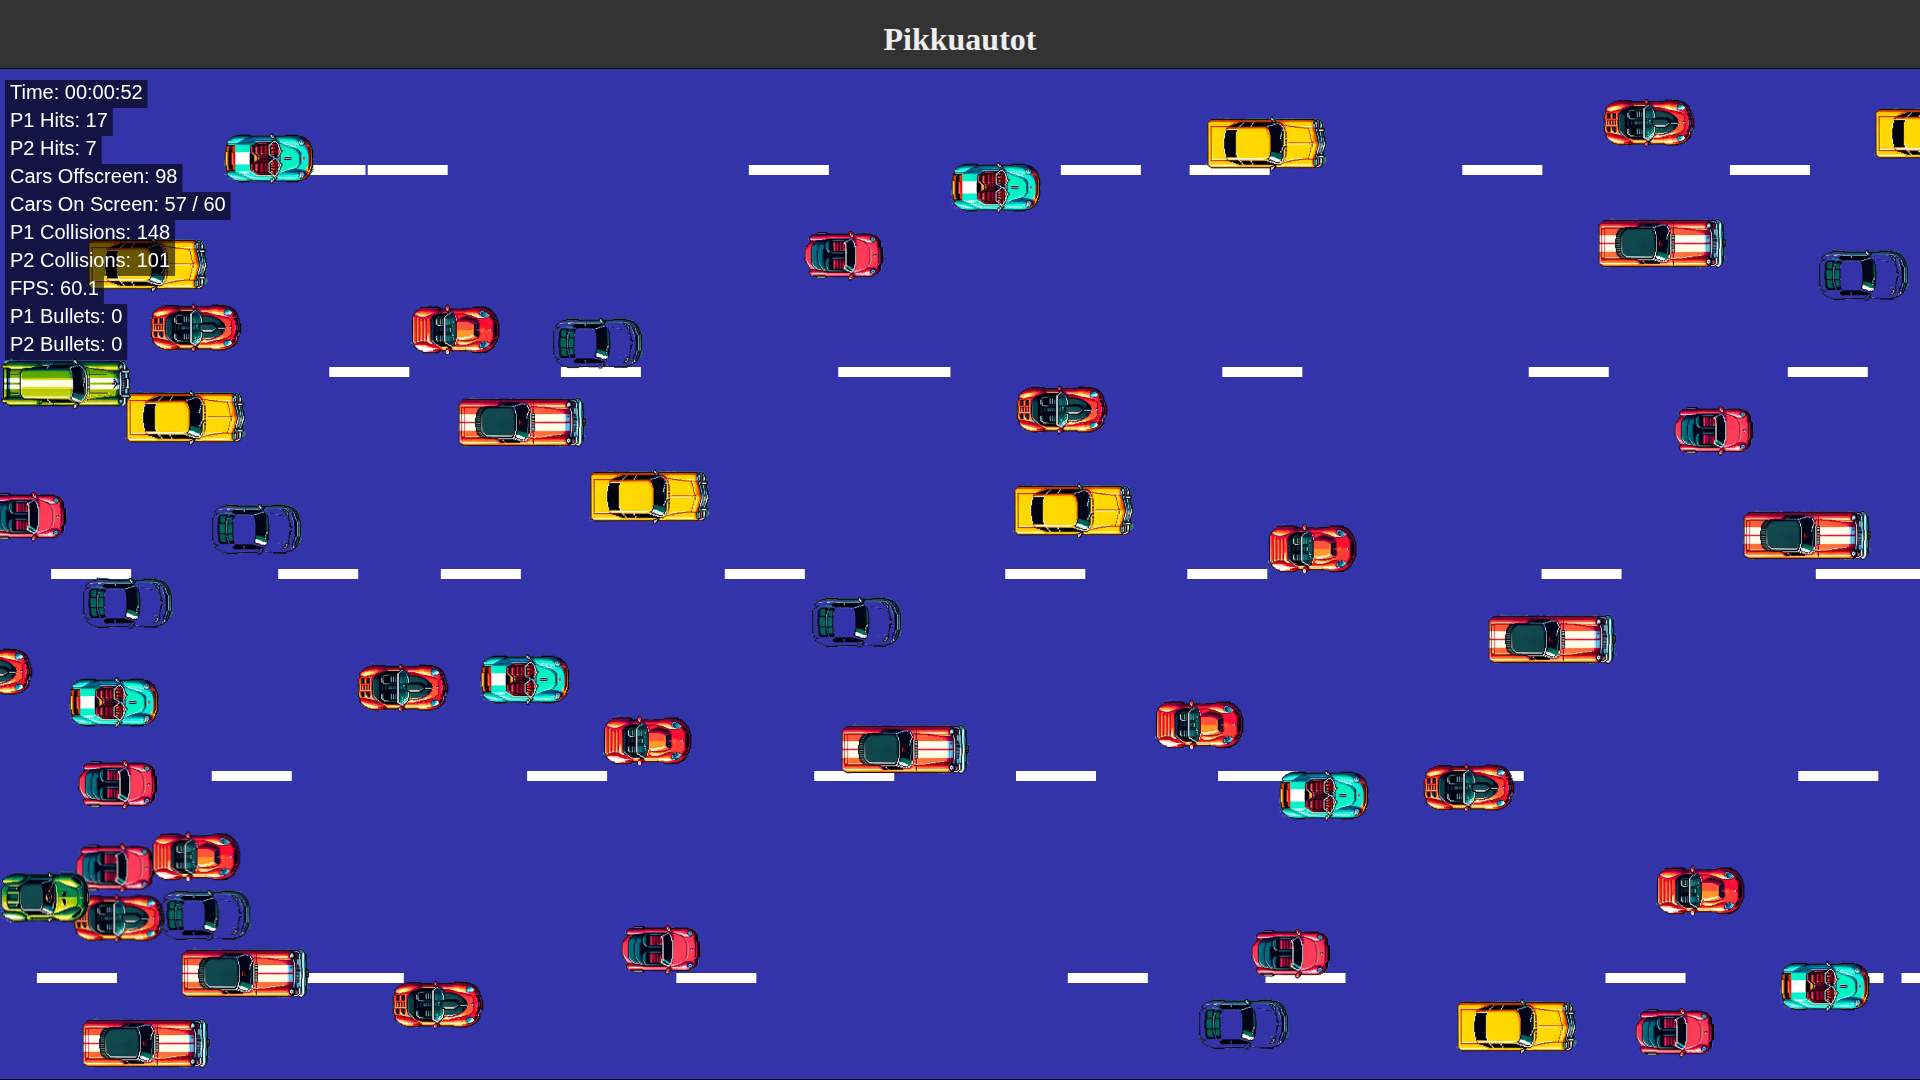 Pikkuautot
Time: 00:00:52
P1 Hits: 17
P2 Hits: 7
Cars Offscreen: 98
Cars On Screen: 57 / 60
P1 Collisions: 148
P2 Collisions: 101
FPS: 60.1
P1 Bullets: 0
P2 Bullets: 0